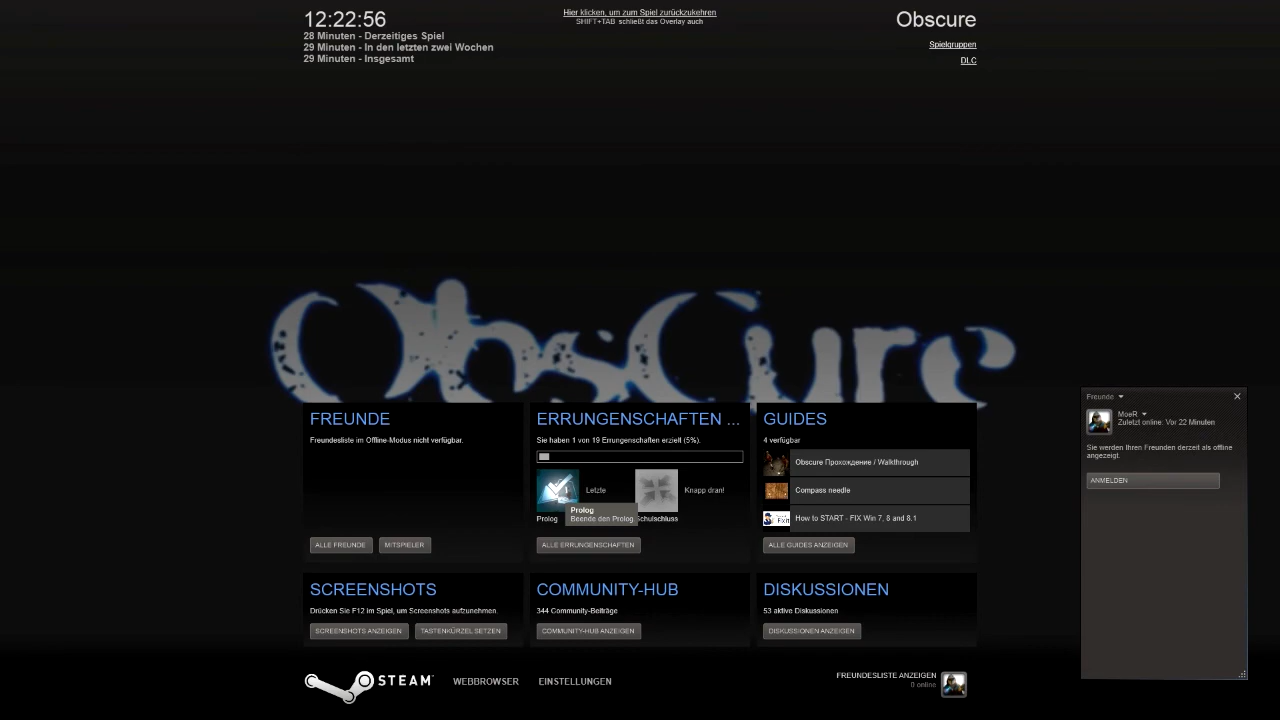 12:22:56
28 Minuten - Derzeitiges Spiel
29 Minuten - In den letzten zwei Wochen
29 Minuten - Insgesamt
Hier klicken, um zum Spiel zurückzukehren
SHIFT+TAB schließt das Overlay auch
Obscure
Spielgruppen
DLC
ObsCure
FREUNDE
Freundesliste im Offline-Modus nicht verfügbar.
ALLE FREUNDE
MITSPIELER
ERRUNGENSCHAFTEN ...
Sie haben 1 von 19 Errungenschaften erzielt (5%).
Letzte
Knapp dran!
Prolog
Prolog
Beende den Prolog
Schulschluss
ALLE ERRUNGENSCHAFTEN
GUIDES
4 verfügbar
Obscure Прохождение / Walkthrough
Compass needle
How to START - FIX Win 7, 8 and 8.1
ALLE GUIDES ANZEIGEN
SCREENSHOTS
Drücken Sie F12 im Spiel, um Screenshots aufzunehmen.
SCREENSHOTS ANZEIGEN
TASTENKÜRZEL SETZEN
COMMUNITY-HUB
344 Community-Beiträge
COMMUNITY-HUB ANZEIGEN
DISKUSSIONEN
53 aktive Diskussionen
DISKUSSIONEN ANZEIGEN
STEAM
WEBBROWSER
EINSTELLUNGEN
FREUNDESLISTE ANZEIGEN
0 online
Freunde
MoeR
Zuletzt online: Vor 22 Minuten
Sie werden Ihren Freunden derzeit als offline
angezeigt.
ANMELDEN